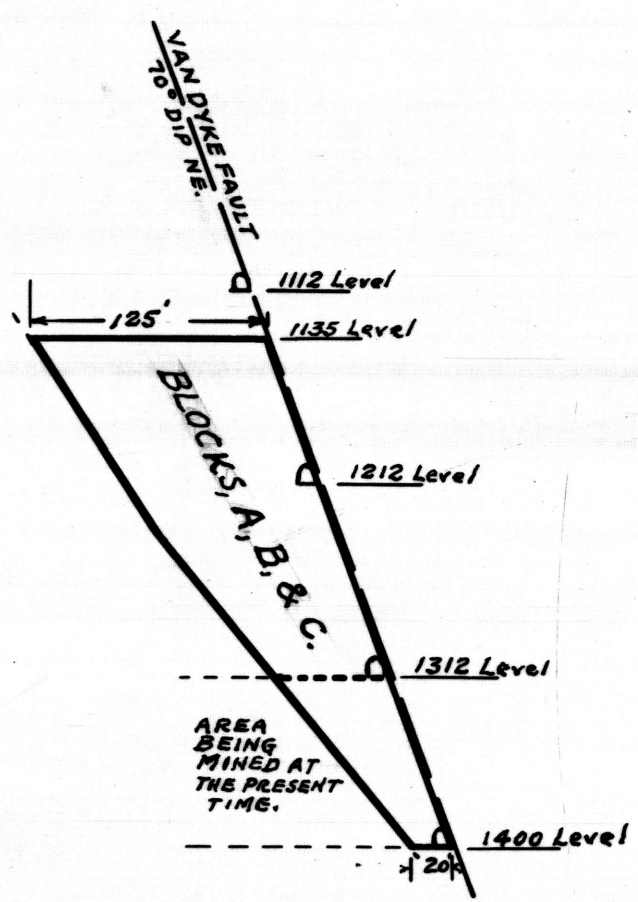 VAN DYKE FAULT
70° DIP NE.
1112 Level
125'
1135 Level
BLOCKS, A, B, & C.
1212 Level
1312 Level
AREA
BEING
MINED AT
THE PRESENT
TIME.
1400 Level
20'